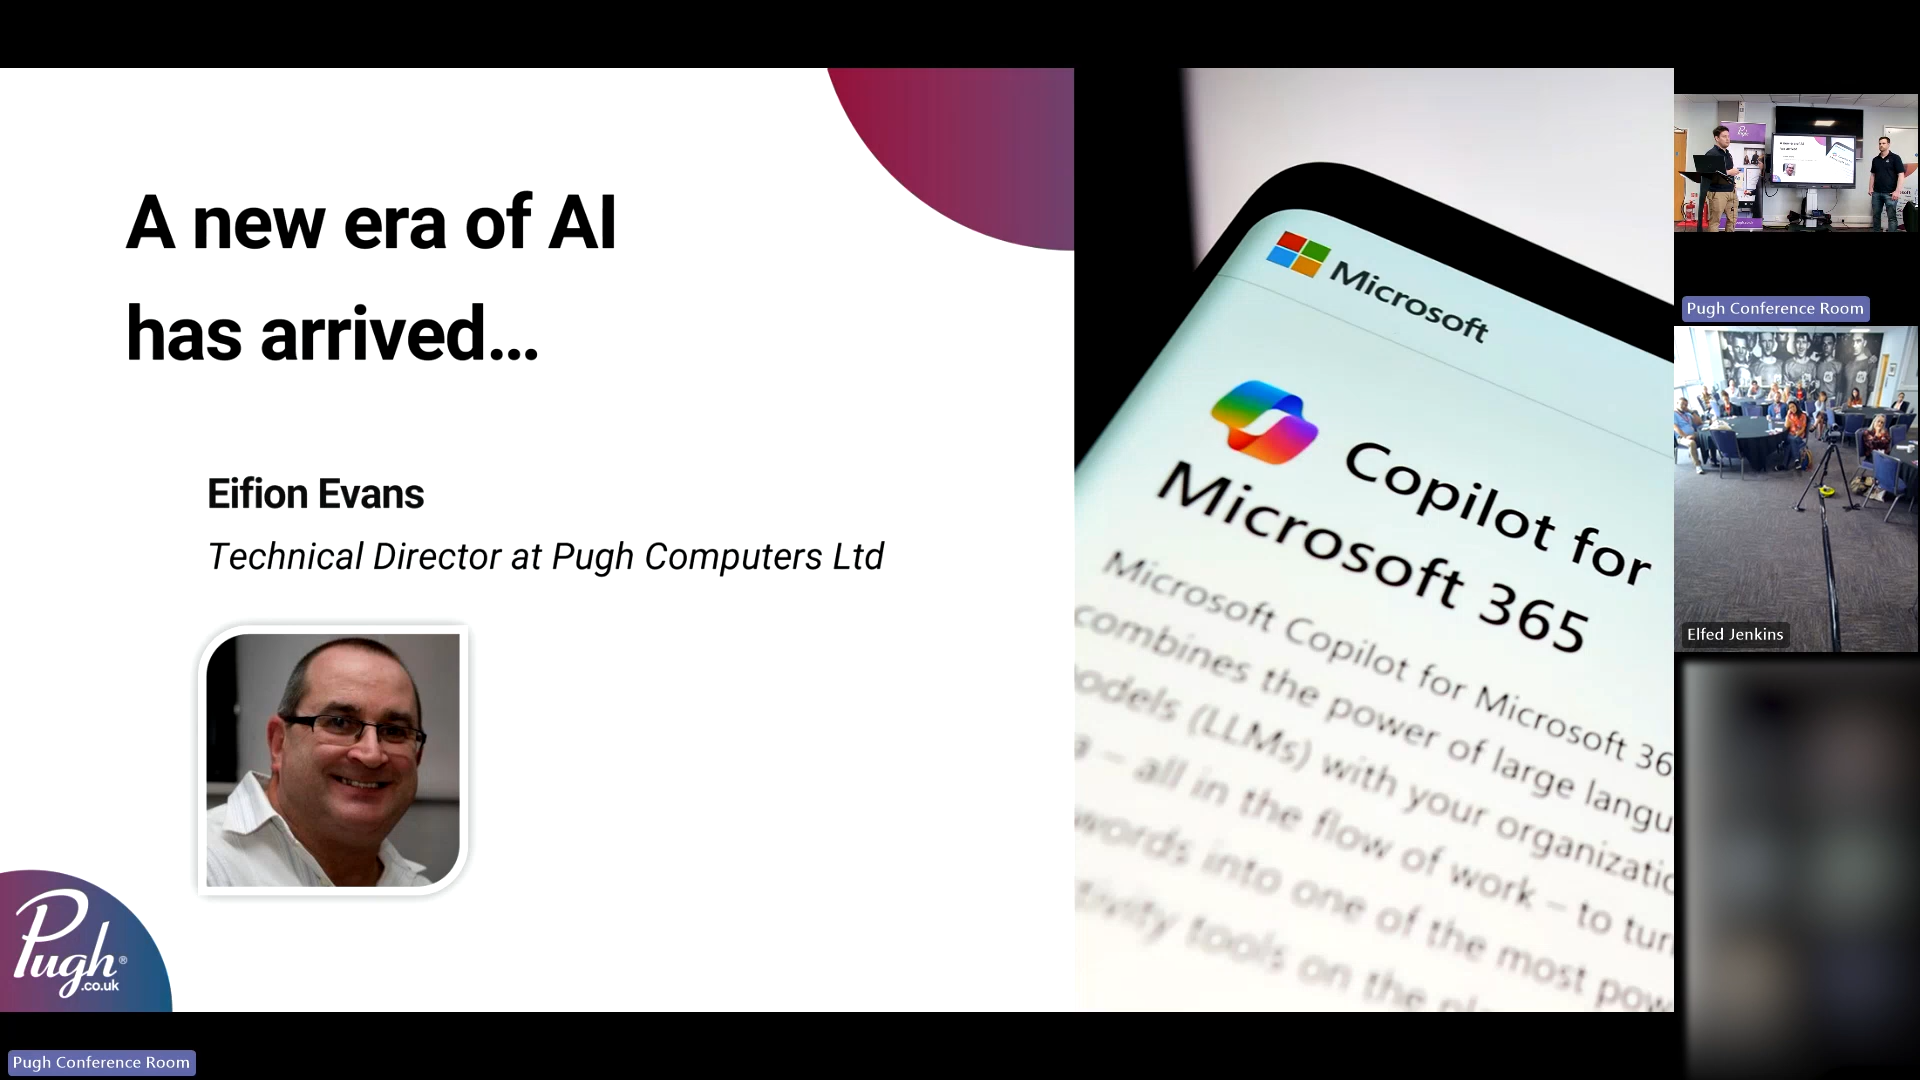 A new era of AI
has arrived...
Eifion Evans
Technical Director at Pugh Computers Ltd
Pugh®
.co.uk
Pugh Conference Room
Microsoft
Copilot for
Microsoft 365
Microsoft Copilot for Microsoft 36
combines the power of large langu
odels (LLMs) with your organizatio
a – all in the flow of work – to turn
words into one of the most pow
tivity tools on the pl
Pugh Conference Room
Elfed Jenkins